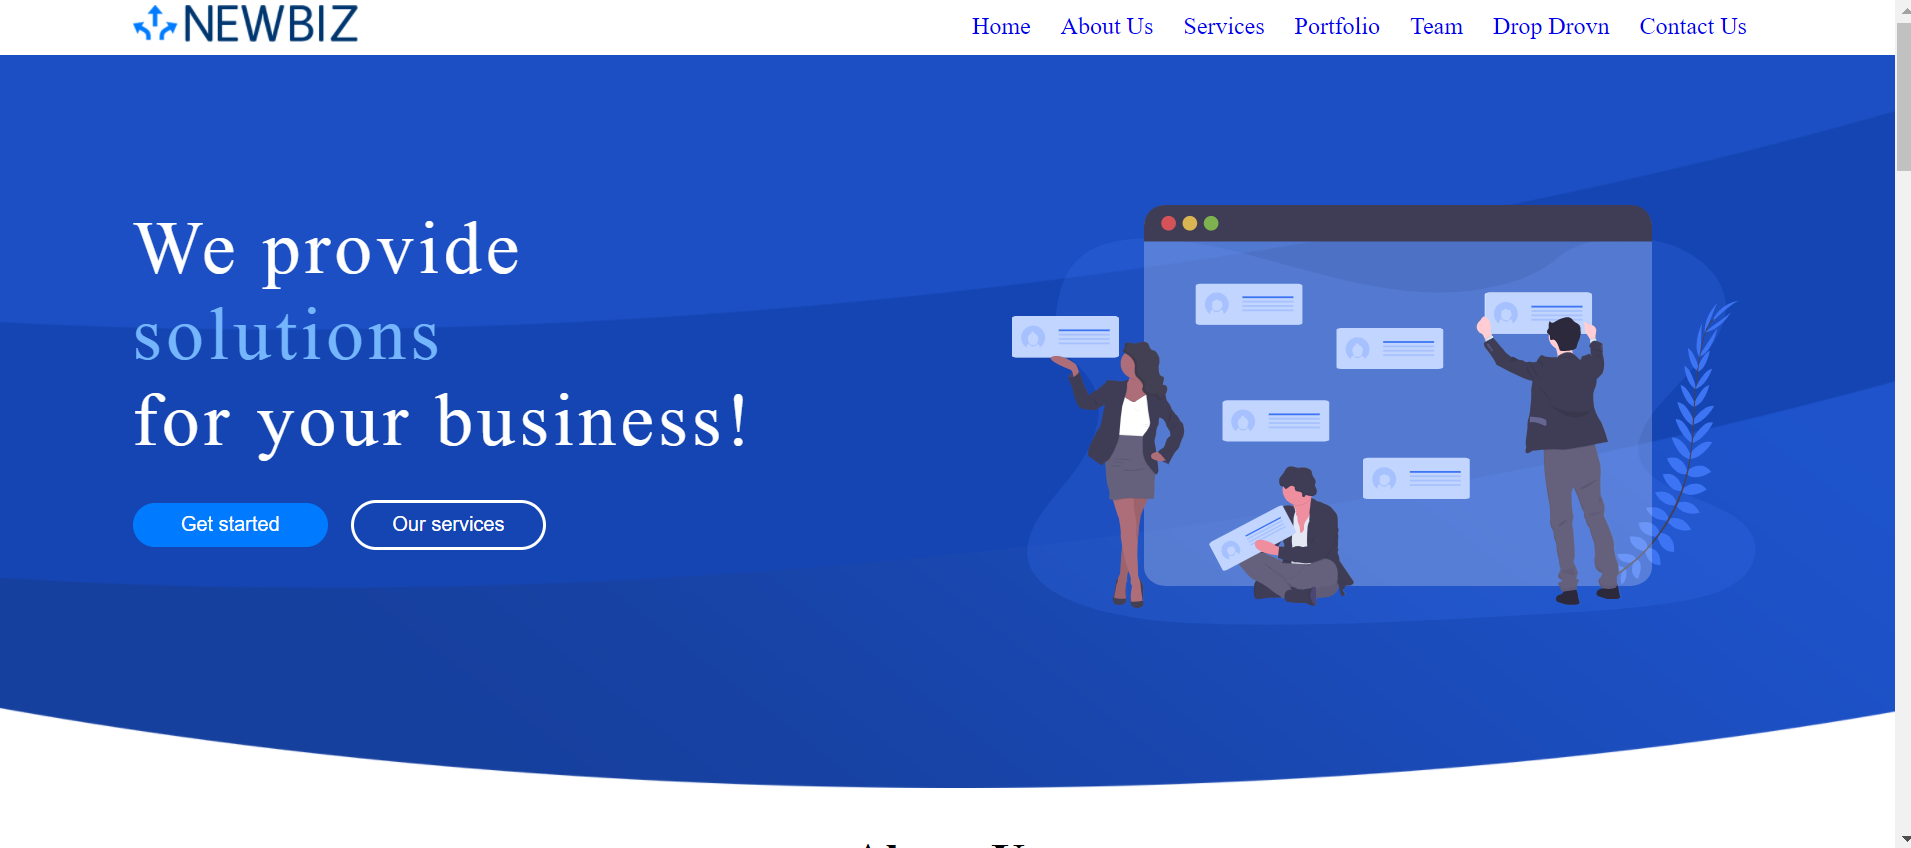 NEWBIZ
Home About Us Services Portfolio Team Drop Drovn Contact Us
We provide
solutions
for your business!
Get started Our services